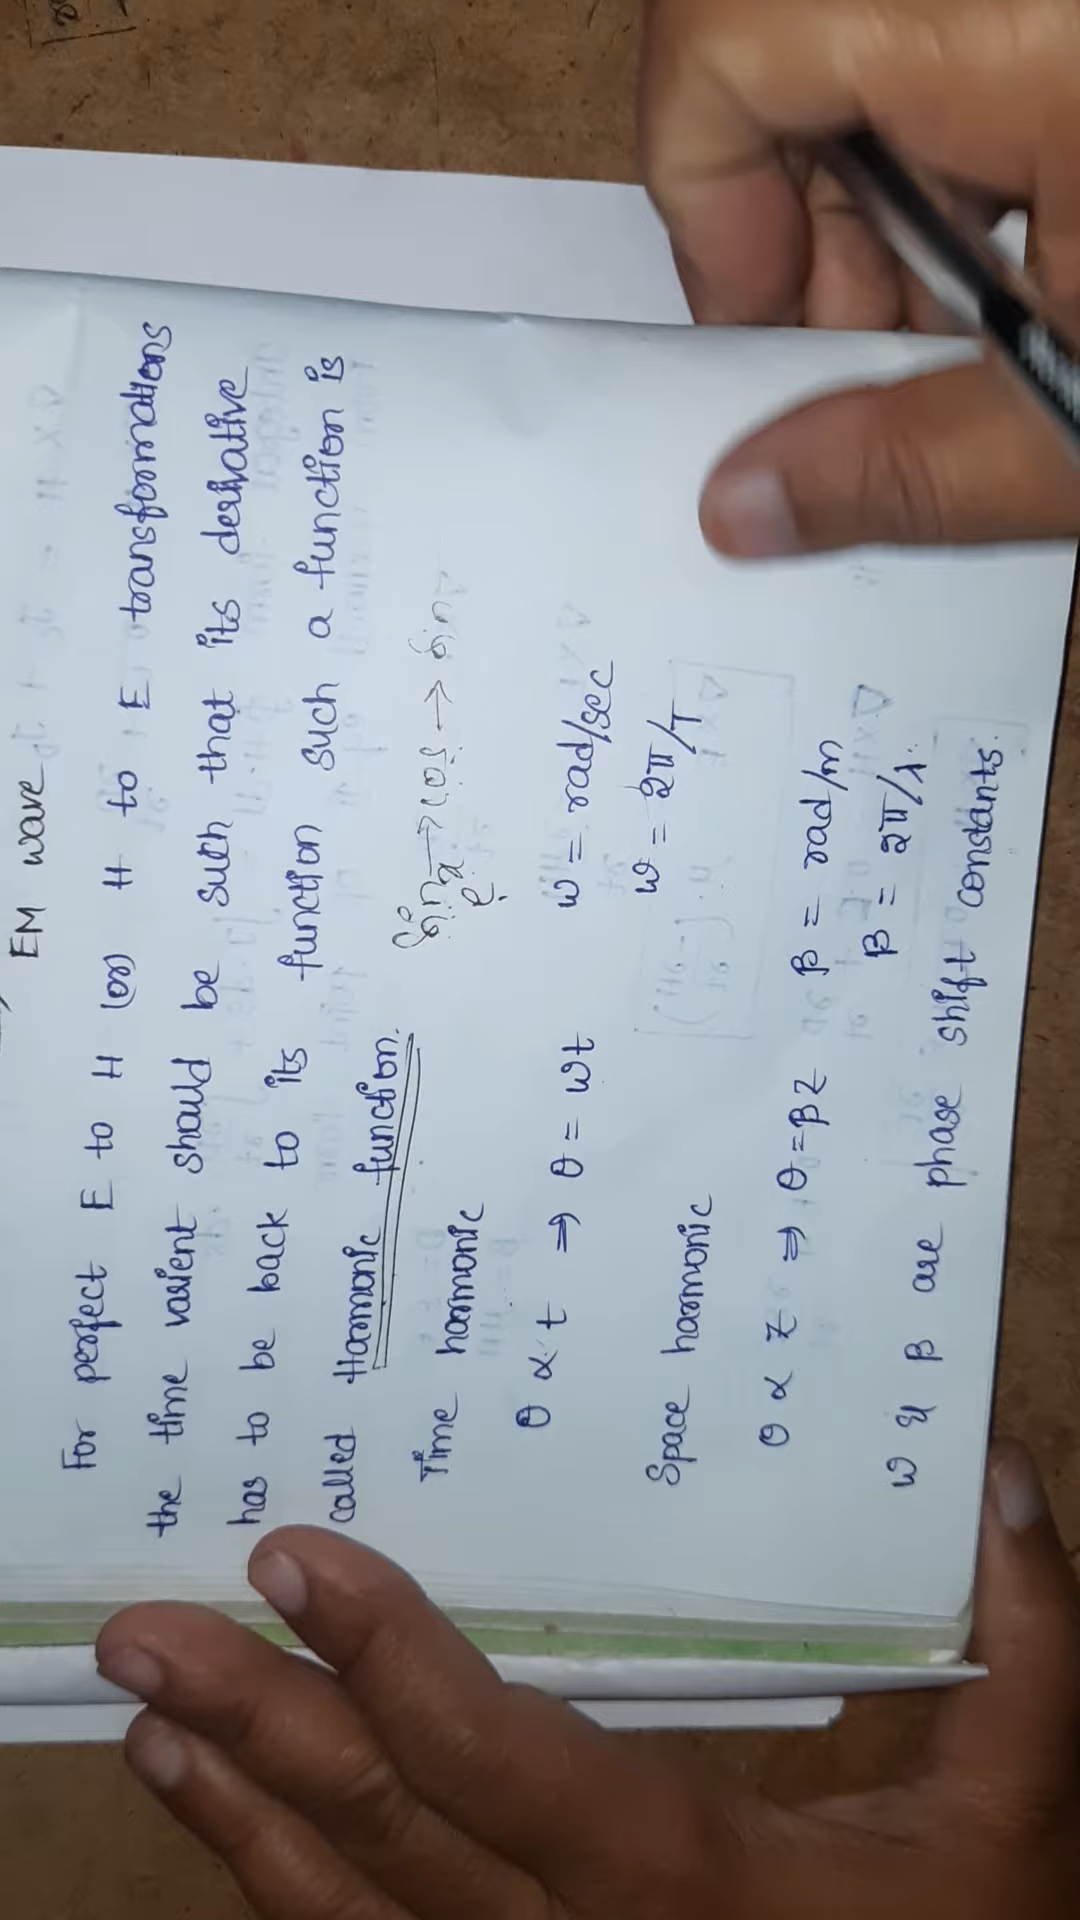 EM wave
For perfect E to H (or) H to E transformations
the time varient should be such that its derivative
has to be back to its function such a function is
called Harmonic function.
sin → cos → sin
e^x
Time harmonic
θ ∝ t ⇒ θ = ωt ω = rad/sec
ω = 2π/T
Space harmonic
θ ∝ z ⇒ θ = βz β = rad/m
β = 2π/λ.
ω & β are phase shift constants.